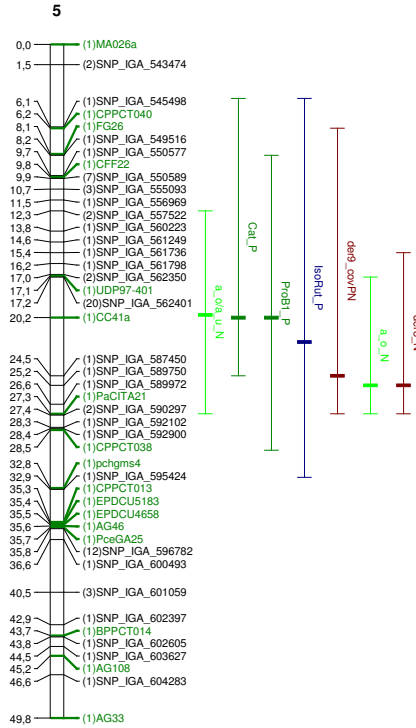 5
0,0 (1)MA026a
1,5 (2)SNP_IGA_543474
6,1 (1)SNP_IGA_545498
6,2 (1)CPPCT040
8,1 (1)FG26
8,2 (1)SNP_IGA_549516
9,7 (1)SNP_IGA_550577
9,8 (1)CFF22
9,9 (7)SNP_IGA_550589
10,7 (3)SNP_IGA_555093
11,5 (1)SNP_IGA_556969
12,3 (2)SNP_IGA_557522
13,8 (1)SNP_IGA_560223
14,6 (1)SNP_IGA_561249
15,4 (1)SNP_IGA_561736
16,2 (1)SNP_IGA_561798
17,0 (2)SNP_IGA_562350
17,1 (1)UDP97-401
17,2 (20)SNP_IGA_562401
20,2 (1)CC41a
24,5 (1)SNP_IGA_587450
25,2 (1)SNP_IGA_589750
26,6 (1)SNP_IGA_589972
27,3 (1)PaCITA21
27,4 (2)SNP_IGA_590297
28,3 (1)SNP_IGA_592102
28,4 (1)SNP_IGA_592900
28,5 (1)CPPCT038
32,8 (1)pchgms4
32,9 (1)SNP_IGA_595424
35,3 (1)CPPCT013
35,4 (1)EPDCU5183
35,5 (1)EPDCU4658
35,6 (1)AG46
35,7 (1)PceGA25
35,8 (12)SNP_IGA_596782
36,6 (1)SNP_IGA_600493
40,5 (3)SNP_IGA_601059
42,9 (1)SNP_IGA_602397
43,7 (1)BPPCT014
43,8 (1)SNP_IGA_602605
44,5 (1)SNP_IGA_603627
45,2 (1)AG108
46,6 (1)SNP_IGA_604283
49,8 (1)AG33
a_o/a_u_N
Cat_P
ProB1_P
IsoRut_P
der9_covPN
a_o_N